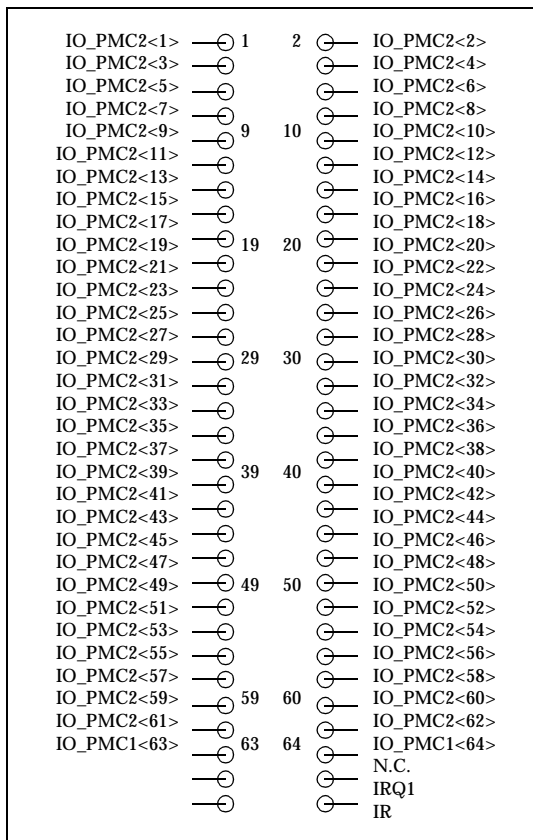 IO_PMC2<1> 1 2 IO_PMC2<2>
IO_PMC2<3> IO_PMC2<4>
IO_PMC2<5> IO_PMC2<6>
IO_PMC2<7> IO_PMC2<8>
IO_PMC2<9> 9 10 IO_PMC2<10>
IO_PMC2<11> IO_PMC2<12>
IO_PMC2<13> IO_PMC2<14>
IO_PMC2<15> IO_PMC2<16>
IO_PMC2<17> IO_PMC2<18>
IO_PMC2<19> 19 20 IO_PMC2<20>
IO_PMC2<21> IO_PMC2<22>
IO_PMC2<23> IO_PMC2<24>
IO_PMC2<25> IO_PMC2<26>
IO_PMC2<27> IO_PMC2<28>
IO_PMC2<29> 29 30 IO_PMC2<30>
IO_PMC2<31> IO_PMC2<32>
IO_PMC2<33> IO_PMC2<34>
IO_PMC2<35> IO_PMC2<36>
IO_PMC2<37> IO_PMC2<38>
IO_PMC2<39> 39 40 IO_PMC2<40>
IO_PMC2<41> IO_PMC2<42>
IO_PMC2<43> IO_PMC2<44>
IO_PMC2<45> IO_PMC2<46>
IO_PMC2<47> IO_PMC2<48>
IO_PMC2<49> 49 50 IO_PMC2<50>
IO_PMC2<51> IO_PMC2<52>
IO_PMC2<53> IO_PMC2<54>
IO_PMC2<55> IO_PMC2<56>
IO_PMC2<57> IO_PMC2<58>
IO_PMC2<59> 59 60 IO_PMC2<60>
IO_PMC2<61> IO_PMC2<62>
IO_PMC1<63> 63 64 IO_PMC1<64>
N.C.
IRQ1
IR